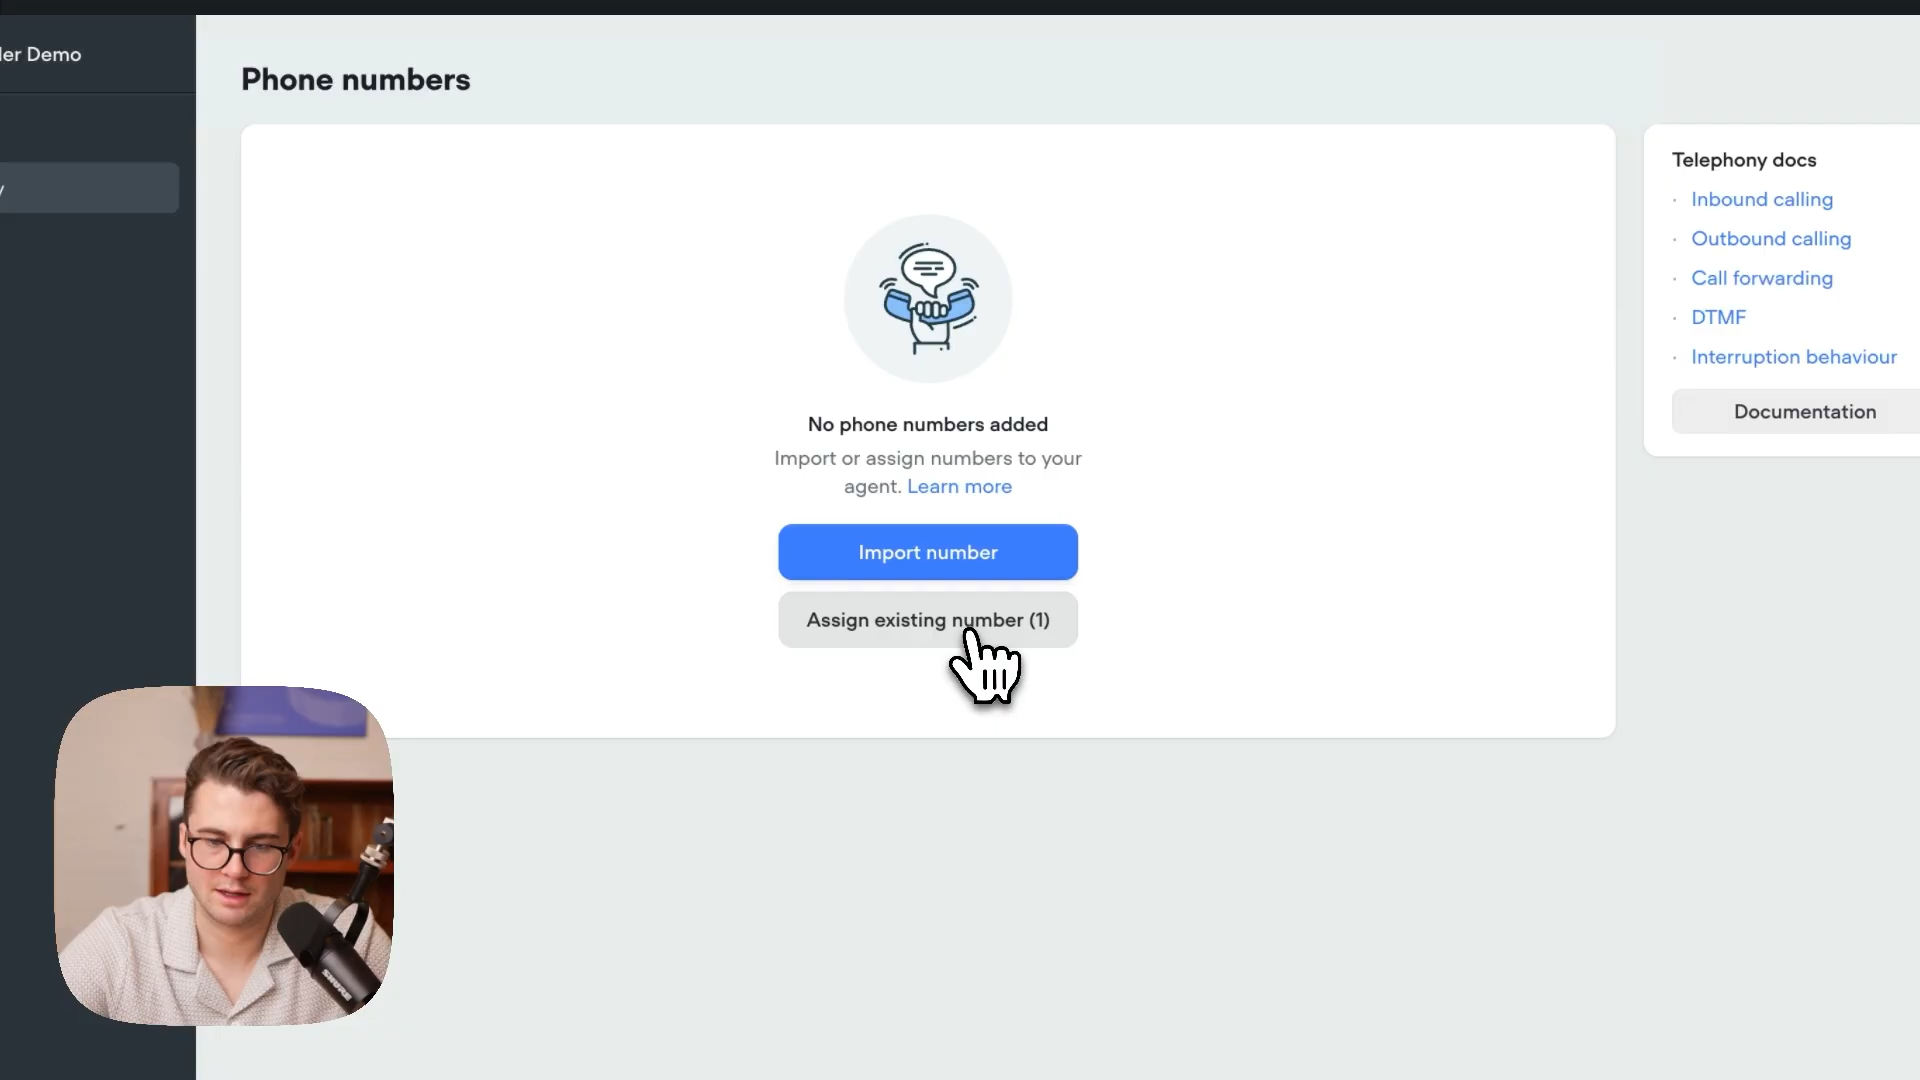 ler Demo
Phone numbers
Telephony docs
· Inbound calling
· Outbound calling
· Call forwarding
· DTMF
· Interruption behaviour
Documentation
No phone numbers added
Import or assign numbers to your
agent. Learn more
Import number
Assign existing number (1)
SHURE